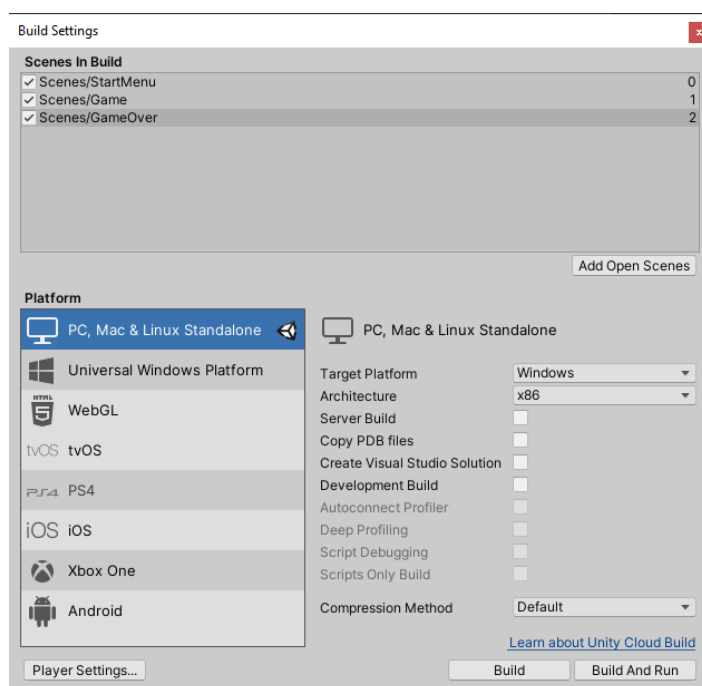 Build Settings
x
Scenes In Build
Scenes/StartMenu 0
Scenes/Game 1
Scenes/GameOver 2
Add Open Scenes
Platform
PC, Mac & Linux Standalone
HTML 5 WebGL
Universal Windows Platform
tvOS tvOS
PS4 PS4
iOS iOS
Xbox One
Android
PC, Mac & Linux Standalone
Target Platform Windows
Architecture x86
Server Build
Copy PDB files
Create Visual Studio Solution
Development Build
Autoconnect Profiler
Deep Profiling
Script Debugging
Scripts Only Build
Compression Method Default
Learn about Unity Cloud Build
Player Settings...
Build
Build And Run